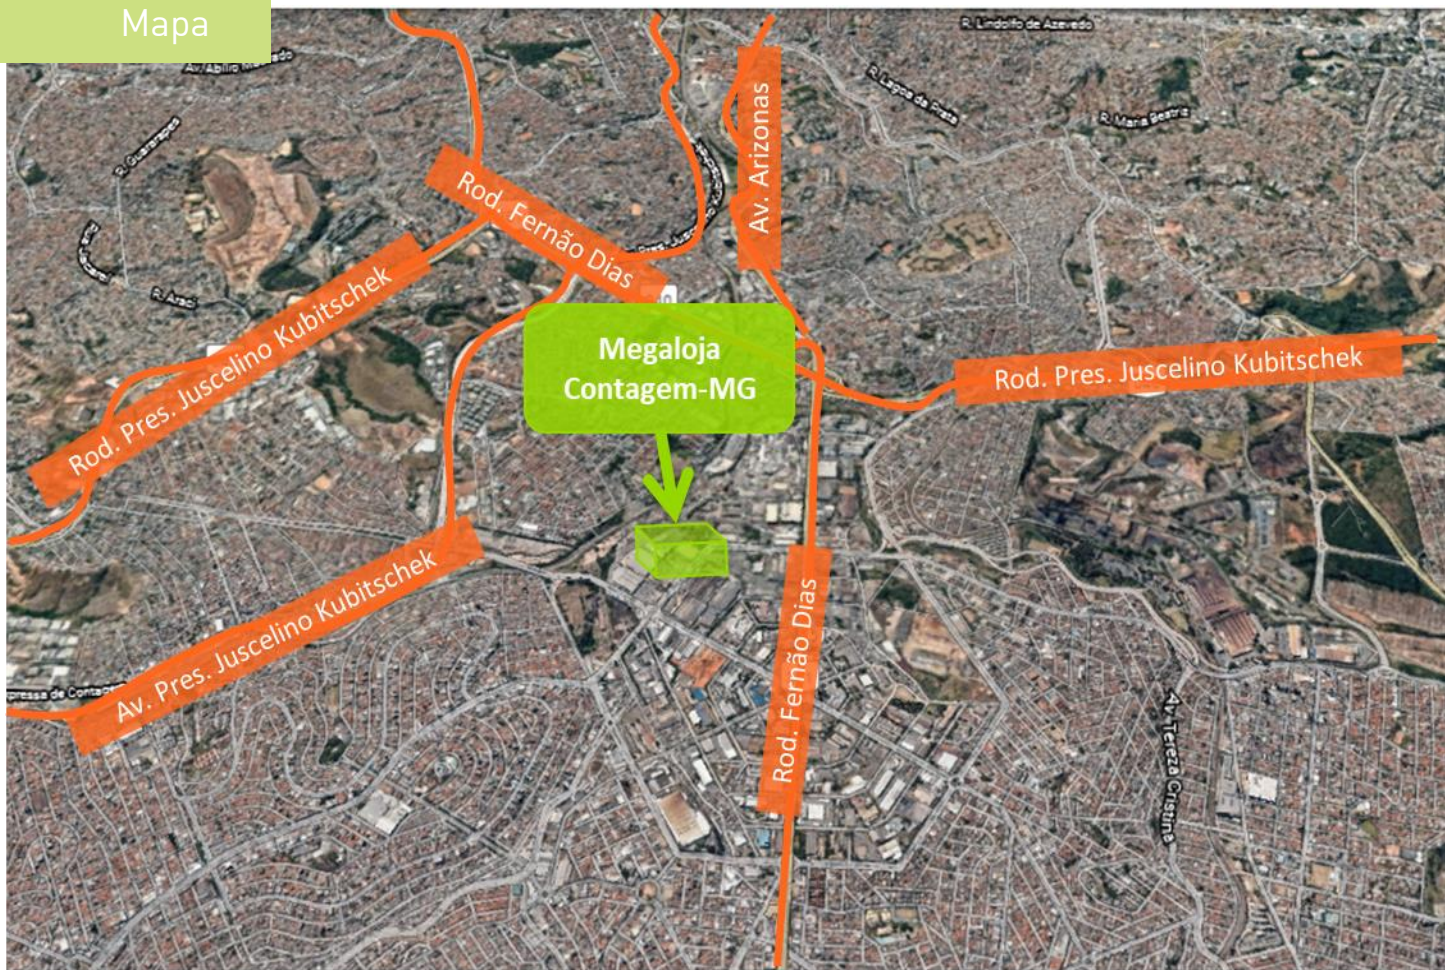 Mapa
R. Lindolfo de Azevedo
R. Lagoa da Prata
R. Maria Beatriz
R. Guararapes
Av. Arizonas
Rod. Fernão Dias
R. Araci
Rod. Pres. Juscelino Kubitschek
Megaloja
Contagem-MG
Rod. Pres. Juscelino Kubitschek
Av. Pres. Juscelino Kubitschek
Rod. Fernão Dias
Av. Tereza Cristina